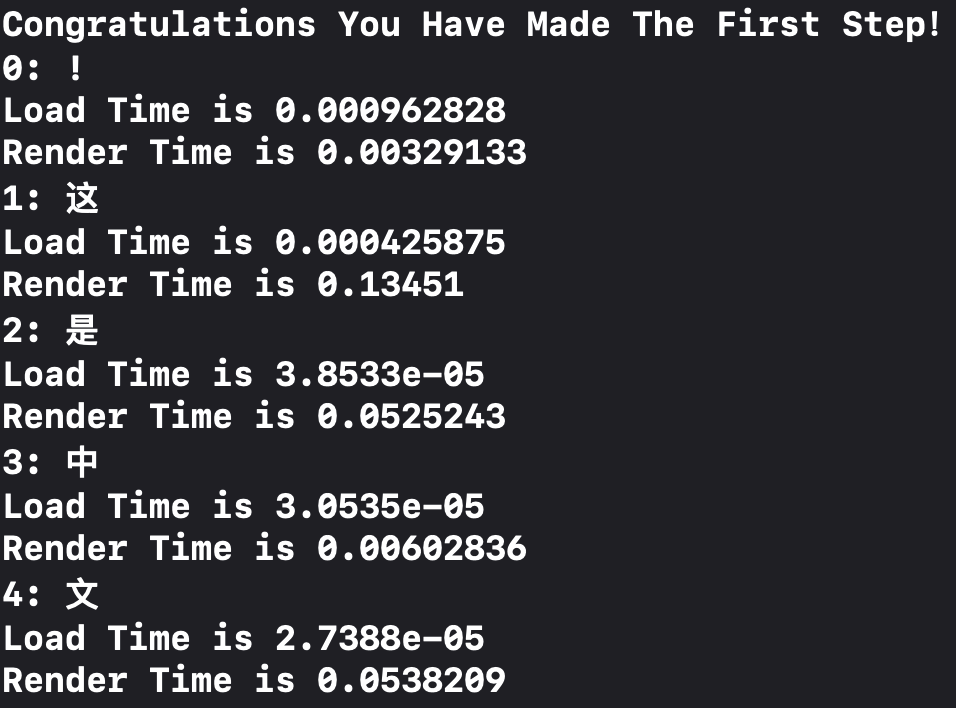 Congratulations You Have Made The First Step!
0: !
Load Time is 0.000962828
Render Time is 0.00329133
1: 这
Load Time is 0.000425875
Render Time is 0.13451
2: 是
Load Time is 3.8533e-05
Render Time is 0.0525243
3: 中
Load Time is 3.0535e-05
Render Time is 0.00602836
4: 文
Load Time is 2.7388e-05
Render Time is 0.0538209